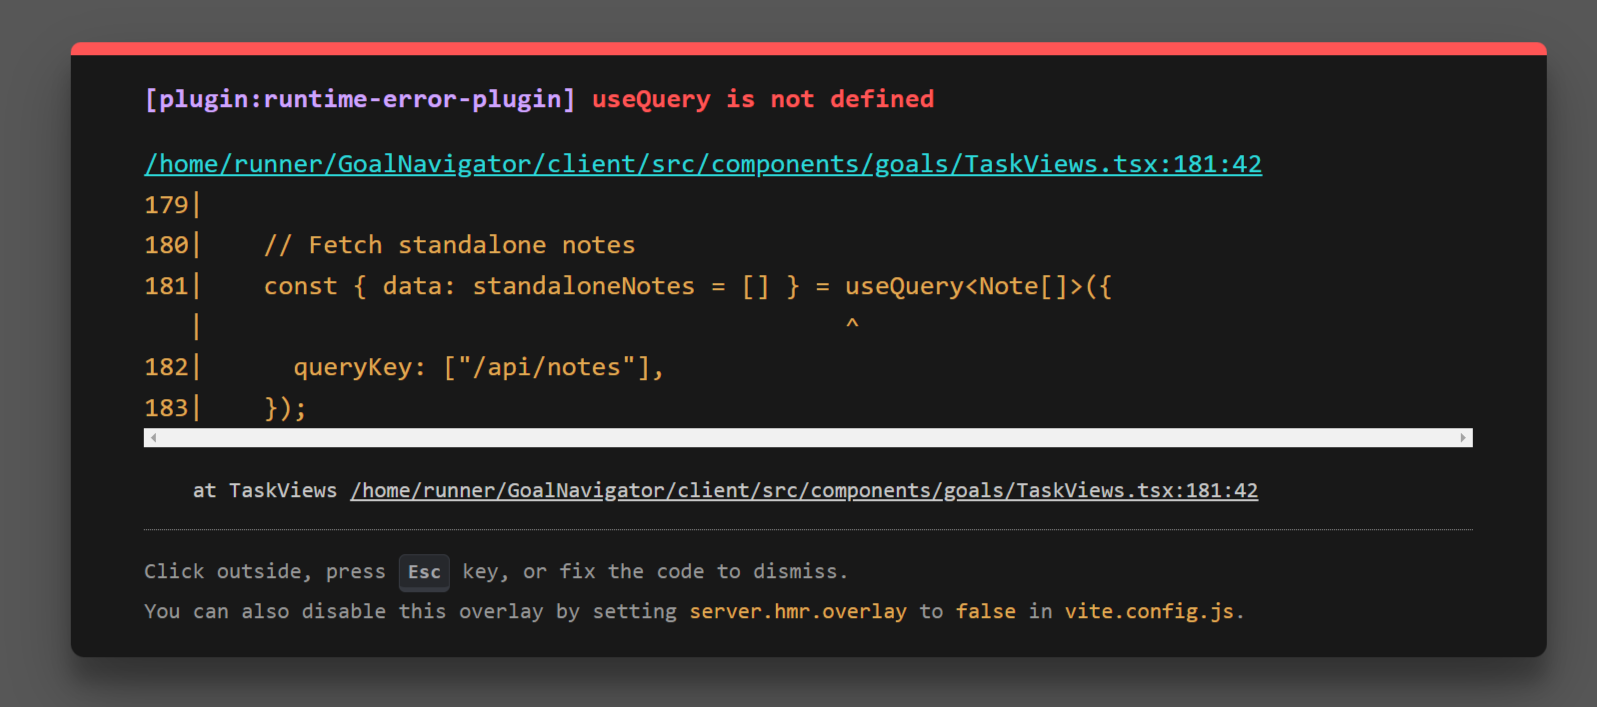 [plugin:runtime-error-plugin] useQuery is not defined
/home/runner/GoalNavigator/client/src/components/goals/TaskViews.tsx:181:42
179|
180|    // Fetch standalone notes
181|    const { data: standaloneNotes = [] } = useQuery<Note[]>({
   |                                           ^
182|      queryKey: ["/api/notes"],
183|    });
at TaskViews /home/runner/GoalNavigator/client/src/components/goals/TaskViews.tsx:181:42
Click outside, press Esc key, or fix the code to dismiss.
You can also disable this overlay by setting server.hmr.overlay to false in vite.config.js.